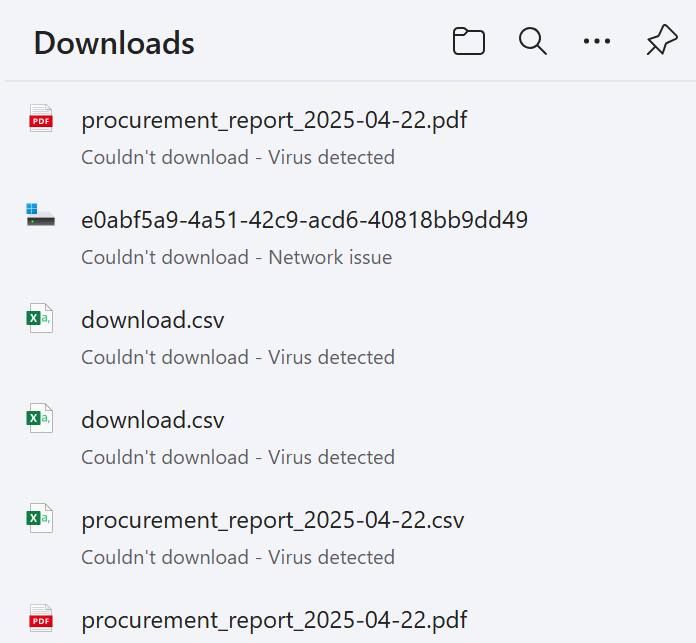 Downloads
PDF
procurement_report_2025-04-22.pdf
Couldn't download - Virus detected
e0abf5a9-4a51-42c9-acd6-40818bb9dd49
Couldn't download - Network issue
X a,
download.csv
Couldn't download - Virus detected
X a,
download.csv
Couldn't download - Virus detected
X a,
procurement_report_2025-04-22.csv
Couldn't download - Virus detected
PDF
procurement_report_2025-04-22.pdf